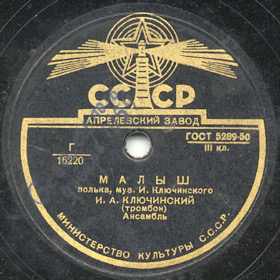 СССР
АПРЕЛЕВСКИЙ ЗАВОД
ГОСТ 5289-50
III кл.
Г
16220
МАЛЫШ
полька, муз. И. Ключинского
И. А. КЛЮЧИНСКИЙ
(тромбон)
Ансамбль
МИНИСТЕРСТВО КУЛЬТУРЫ С.С.С.Р.